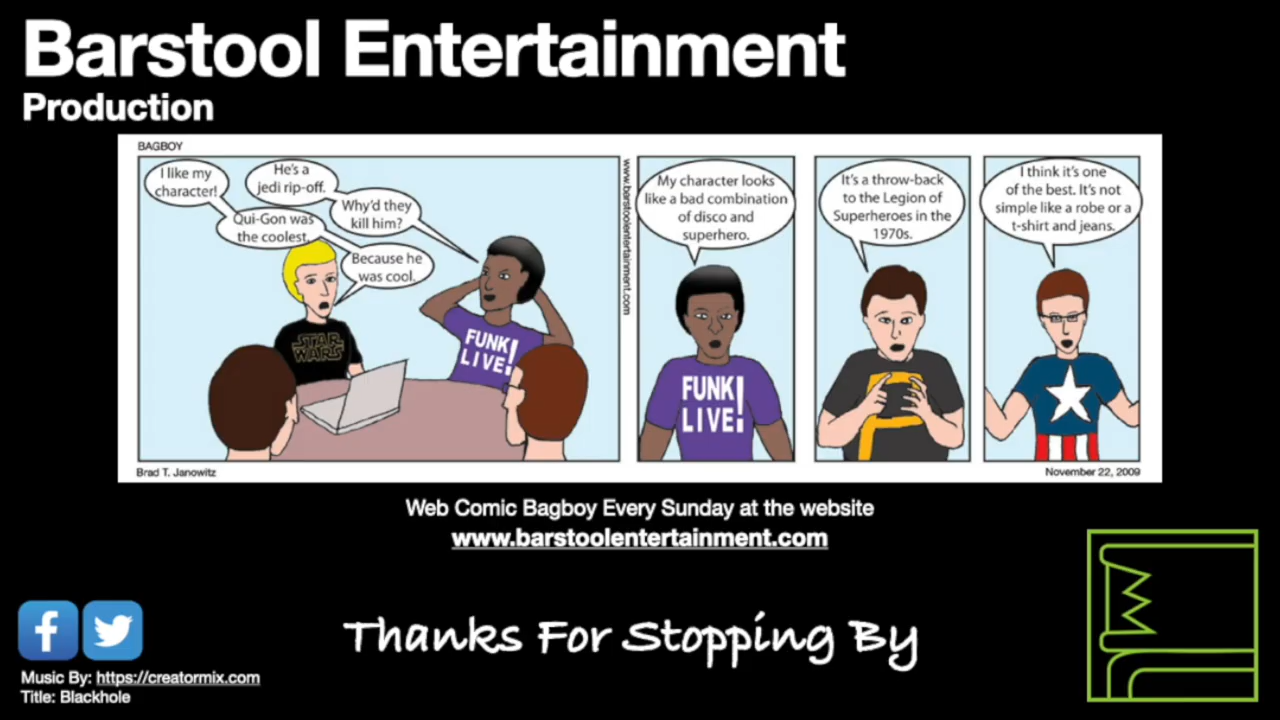 Barstool Entertainment
Production
BAGBOY
I like my
character!
He's a
jedi rip-off.
Qui-Gon was
the coolest.
Why'd they
kill him?
Because he
was cool.
STAR
WARS
FUNK
LIVE!
www.barstoolentertainment.com
My character looks
like a bad combination
of disco and
superhero.
FUNK
LIVE!
It's a throw-back
to the Legion of
Superheroes in the
1970s.
I think it's one
of the best. It's not
simple like a robe or a
t-shirt and jeans.
Brad T. Janowitz
November 22, 2009
Web Comic Bagboy Every Sunday at the website
www.barstoolentertainment.com
Thanks For Stopping By
Music By: https://creatormix.com
Title: Blackhole